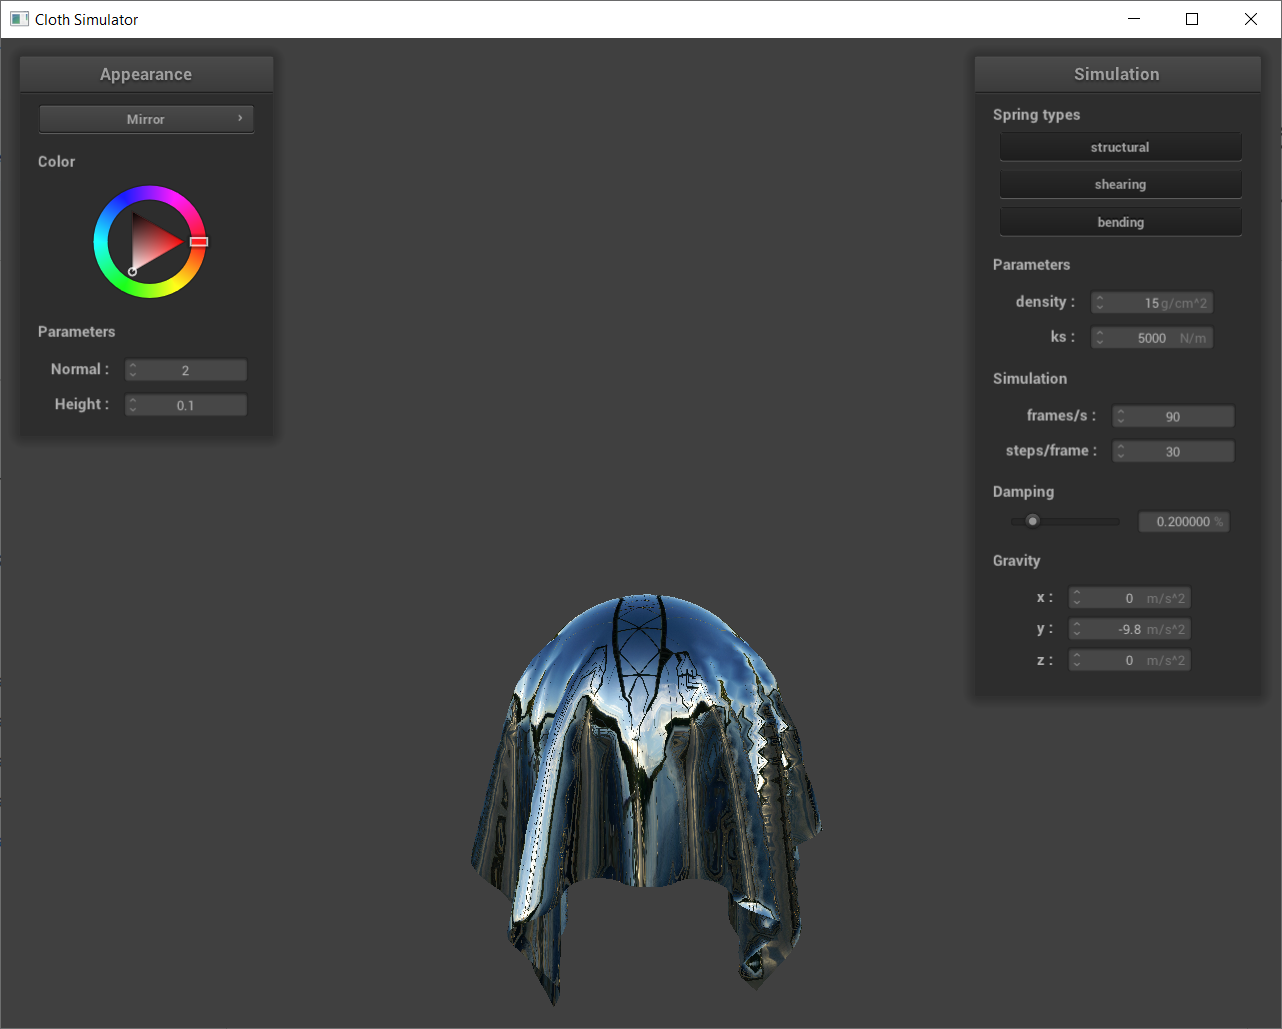 Cloth Simulator
Appearance
Mirror
Color
Parameters
Normal : 2
Height : 0.1
Simulation
Spring types
structural
shearing
bending
Parameters
density : 15 g/cm^2
ks : 5000 N/m
Simulation
frames/s : 90
steps/frame : 30
Damping
0.200000 %
Gravity
x : 0 m/s^2
y : -9.8 m/s^2
z : 0 m/s^2